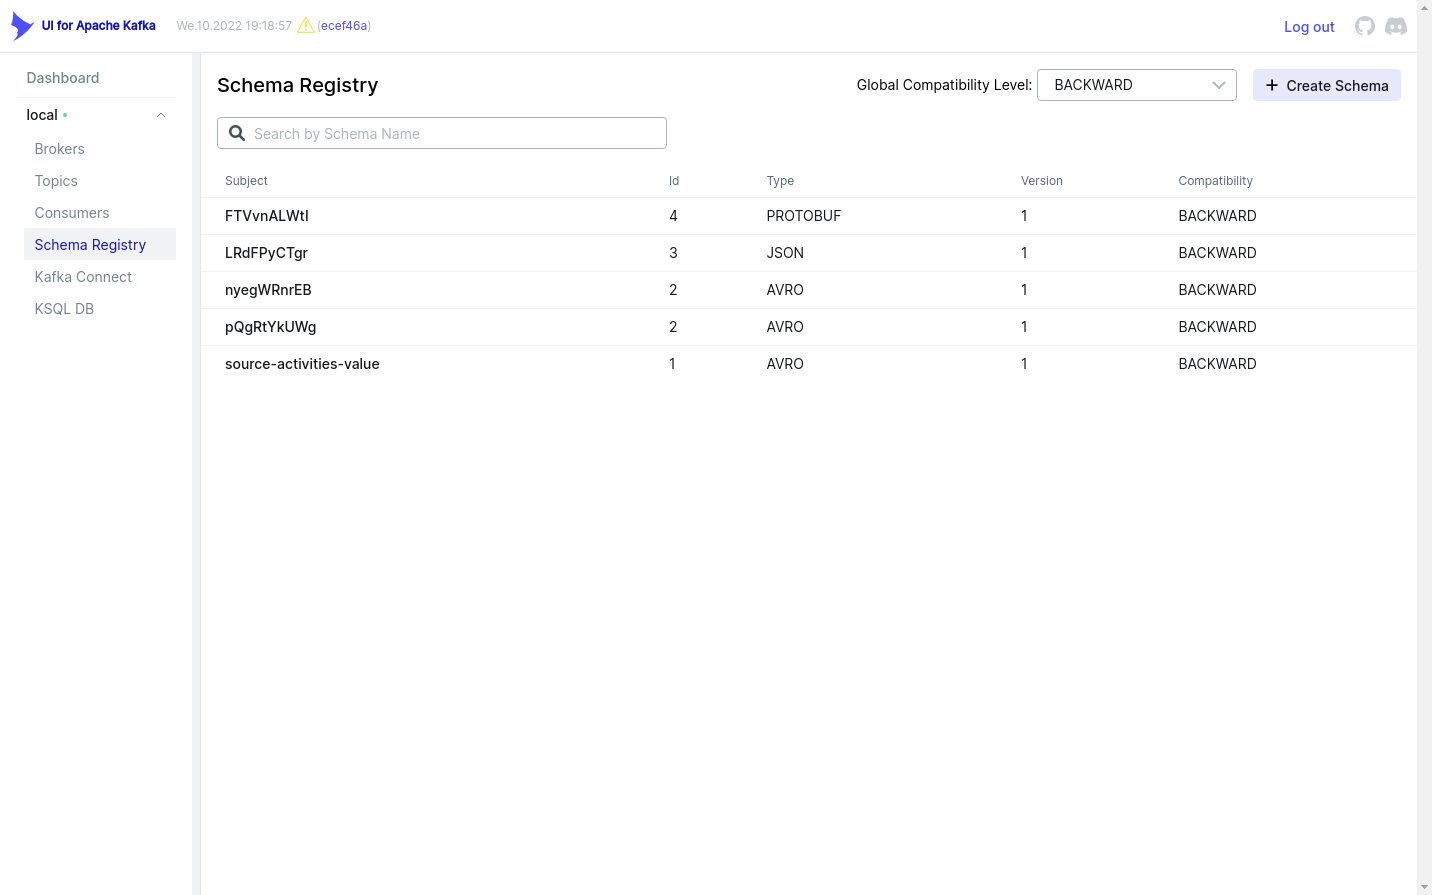 UI for Apache Kafka We.10.2022 19:18:57 (ecef46a) Log out
Dashboard
local
Brokers
Topics
Consumers
Schema Registry
Kafka Connect
KSQL DB
Schema Registry Global Compatibility Level: BACKWARD Create Schema
Search by Schema Name
Subject Id Type Version Compatibility
FTVvnALWtI 4 PROTOBUF 1 BACKWARD
LRdFPyCTgr 3 JSON 1 BACKWARD
nyegWRnrEB 2 AVRO 1 BACKWARD
pQgRtYkUWg 2 AVRO 1 BACKWARD
source-activities-value 1 AVRO 1 BACKWARD